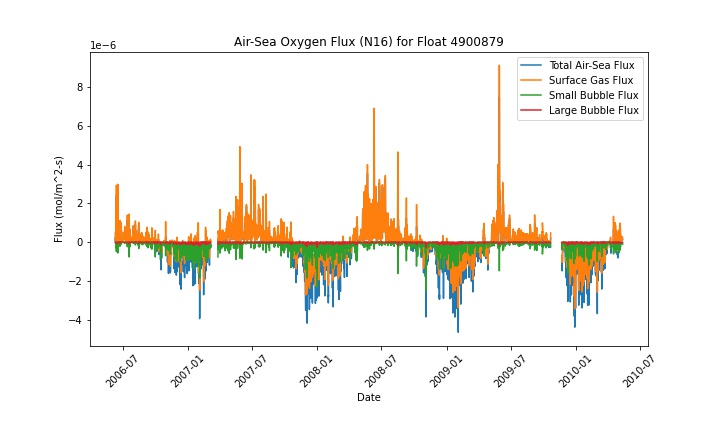 Air-Sea Oxygen Flux (N16) for Float 4900879
1e−6
Total Air-Sea Flux
Surface Gas Flux
Small Bubble Flux
Large Bubble Flux
8
6
4
2
0
−2
−4
Flux (mol/m^2-s)
2006-07
2007-01
2007-07
2008-01
2008-07
2009-01
2009-07
2010-01
2010-07
Date